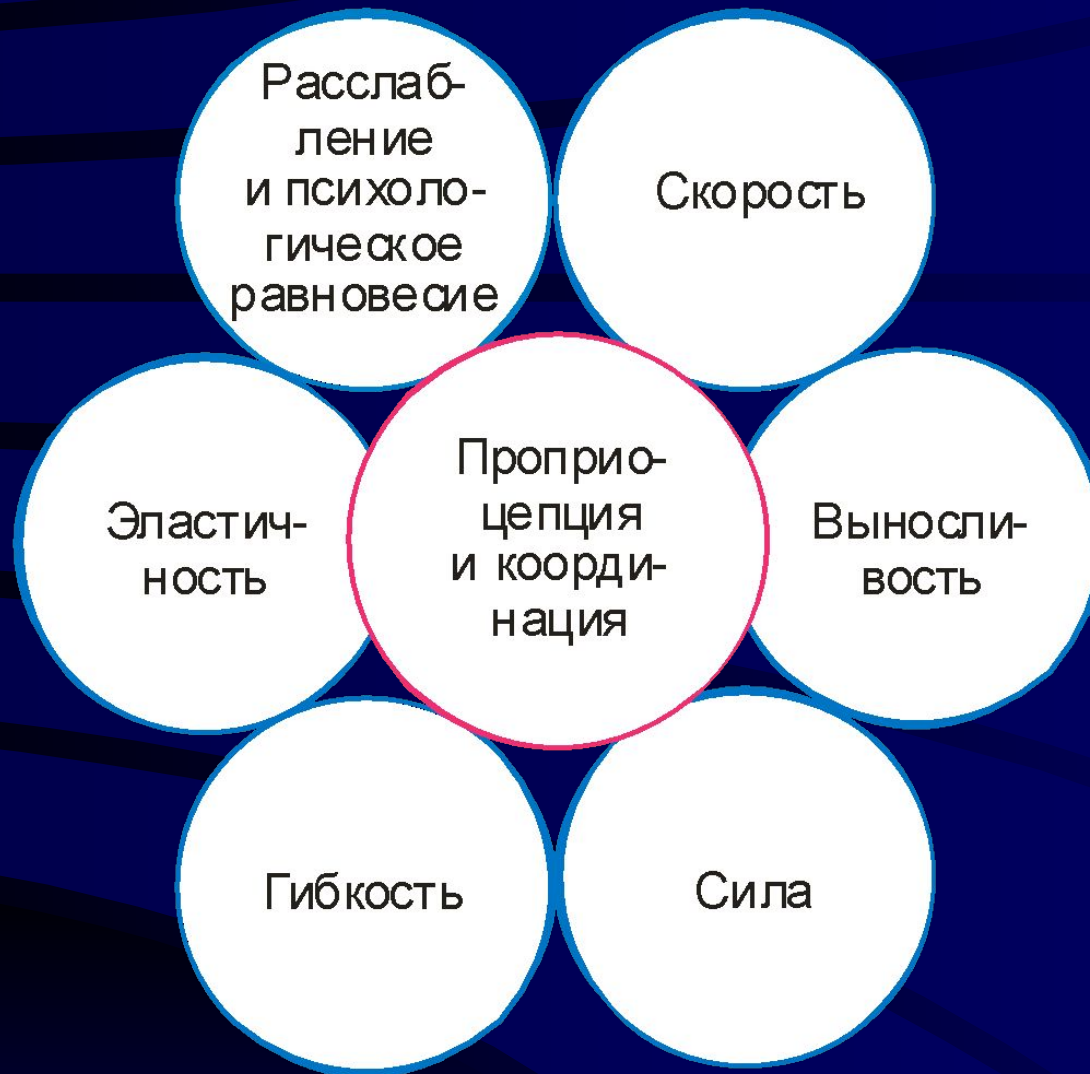 Расслаб-
ление
и психоло-
гическое
равновесие
Скорость
Эластич-
ность
Проприо-
цепция
и коорди-
нация
Выносли-
вость
Гибкость
Сила